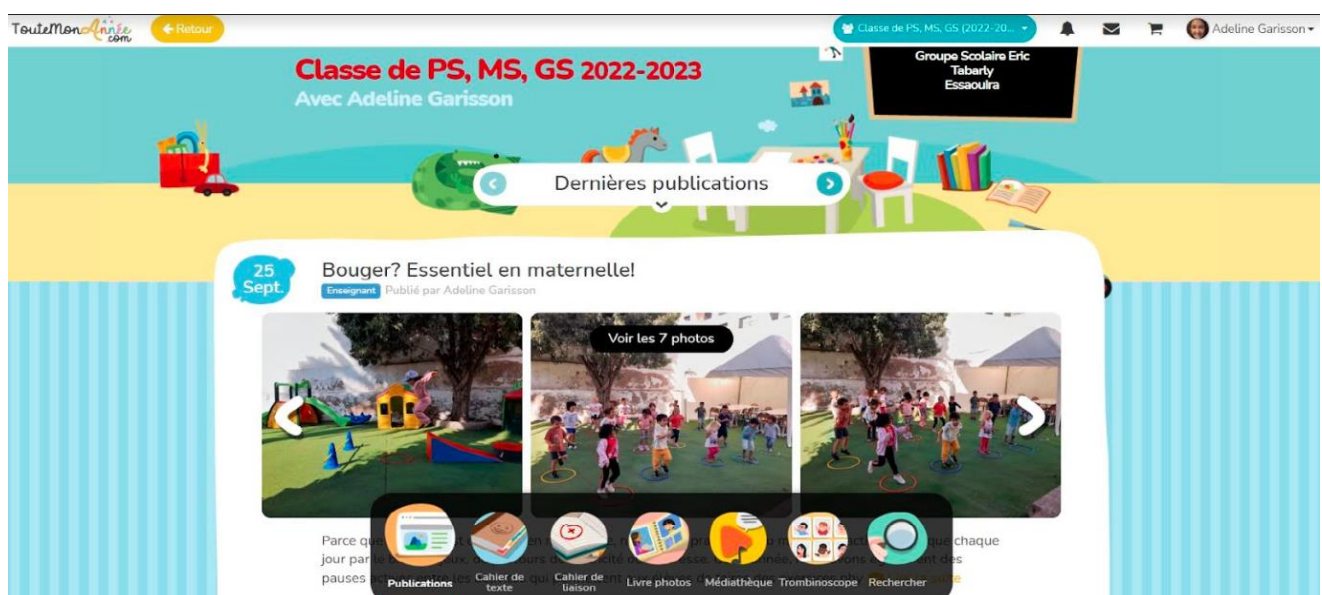 TouteMonAnnée
.com
Retour
Classe de PS, MS, GS (2022-20...
Adeline Garisson
Classe de PS, MS, GS 2022-2023
Avec Adeline Garisson
Groupe Scolaire Eric
Tabarly
Essaouira
Dernières publications
25
Sept.
Bouger? Essentiel en maternelle!
Enseignant Publié par Adeline Garisson
Voir les 7 photos
Parce que chaque
jour par
pauses
Publications
Cahier de
texte
Cahier de
liaison
Livre photos
Médiathèque
Trombinoscope
Rechercher